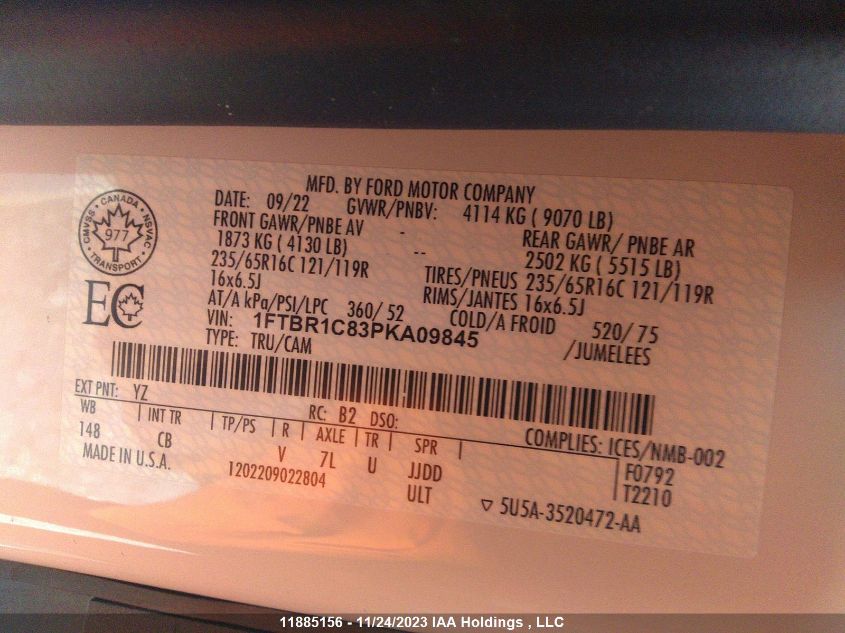 MFD. BY FORD MOTOR COMPANY
DATE: 09/22 GVWR/PNBV: 4114 KG ( 9070 LB)
FRONT GAWR/PNBE AV - REAR GAWR/ PNBE AR
1873 KG ( 4130 LB) -- 2502 KG ( 5515 LB)
235/65R16C 121/119R TIRES/PNEUS 235/65R16C 121/119R
16x6.5J RIMS/JANTES 16x6.5J
AT/A kPa/PSI/LPC 360/ 52 COLD/A FROID 520/ 75
VIN: 1FTBR1C83PKA09845 /JUMELEES
TYPE: TRU/CAM
CMVSS · CANADA · NSVAC · TRANSPORT ·
977
EC
EXT PNT: YZ RC: B2 DSO: COMPLIES: ICES/NMB-002
WB | INT TR | TP/PS | R | AXLE | TR | SPR | F0792
148 CB V 7L U JJDD T2210
MADE IN U.S.A. 1202209022804 ULT ▽ 5U5A-3520472-AA
11885156 - 11/24/2023 IAA Holdings , LLC